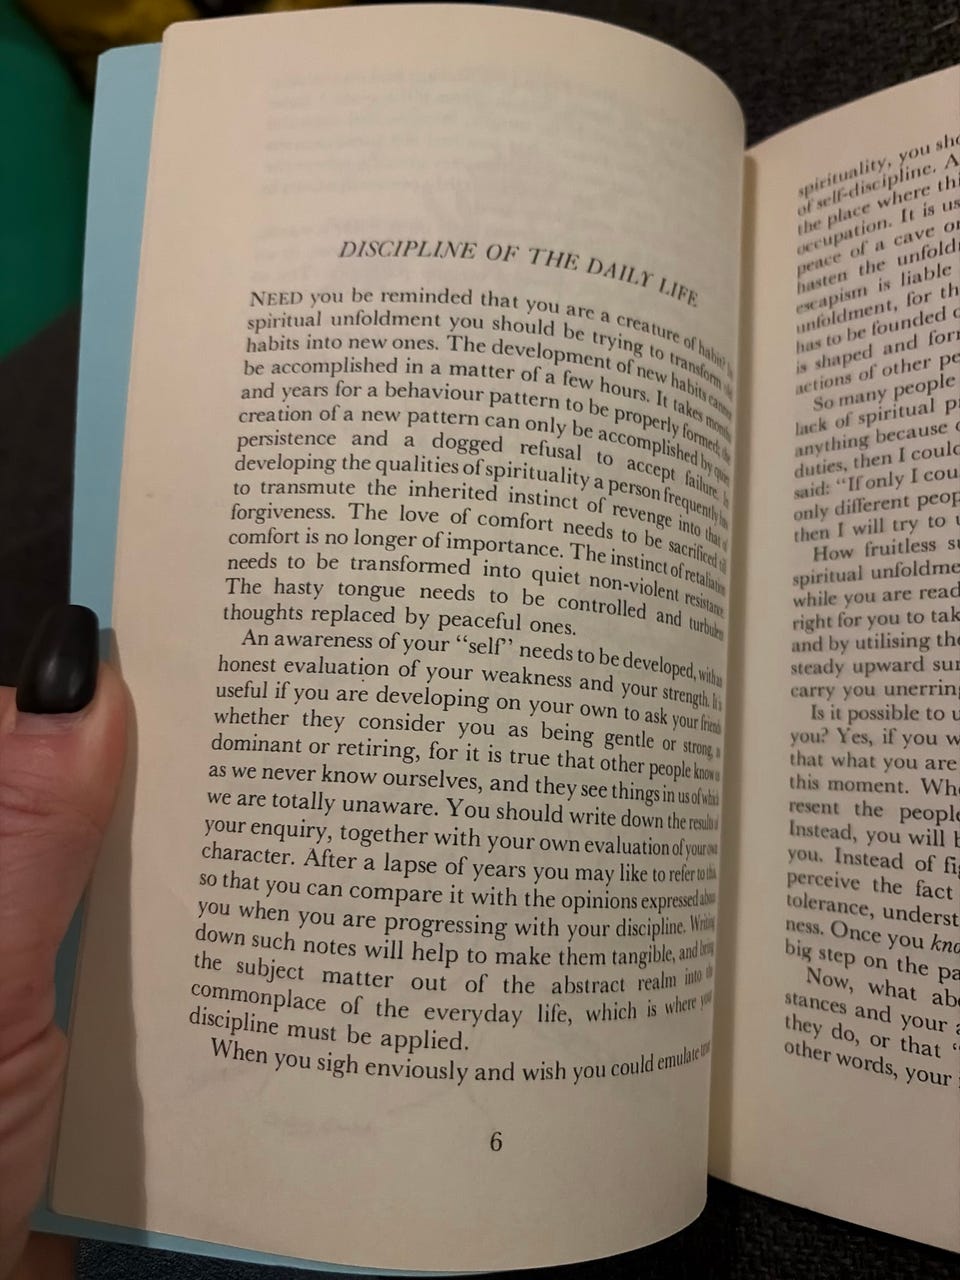 DISCIPLINE OF THE DAILY LIFE
NEED you be reminded that you are a creature of habit? In
spiritual unfoldment you should be trying to transform old
habits into new ones. The development of new habits cannot
be accomplished in a matter of a few hours. It takes months
and years for a behaviour pattern to be properly formed; the
creation of a new pattern can only be accomplished by quiet
persistence and a dogged refusal to accept failure. In
developing the qualities of spirituality a person frequently has
to transmute the inherited instinct of revenge into that of
forgiveness. The love of comfort needs to be sacrificed till
comfort is no longer of importance. The instinct of retaliation
needs to be transformed into quiet non-violent resistance.
The hasty tongue needs to be controlled and turbulent
thoughts replaced by peaceful ones.
An awareness of your "self" needs to be developed, with an
honest evaluation of your weakness and your strength. It is
useful if you are developing on your own to ask your friends
whether they consider you as being gentle or strong,
dominant or retiring, for it is true that other people know us
as we never know ourselves, and they see things in us of which
we are totally unaware. You should write down the results of
your enquiry, together with your own evaluation of your own
character. After a lapse of years you may like to refer to this
so that you can compare it with the opinions expressed about
you when you are progressing with your discipline. Writing
down such notes will help to make them tangible, and bring
the subject matter out of the abstract realm into the
commonplace of the everyday life, which is where your
discipline must be applied.
When you sigh enviously and wish you could emulate
6
spirituality, you
of self-discipline.
the place where
occupation. It is
peace of a cave
hasten the
escapism is liable
unfoldment, for
has to be founded
is shaped and
actions of other
So many people
lack of spiritual
anything because
duties, then I
said: "If only I
only different
then I will try to
How fruitless
spiritual
while you are
right for you to
and by utilising
steady upward
carry you
Is it possible to
you? Yes, if you
that what you are
this moment.
resent the
Instead, you will
you. Instead of
perceive the fact
tolerance,
ness. Once you
big step on the
Now, what
stances and your
they do, or that
other words, your